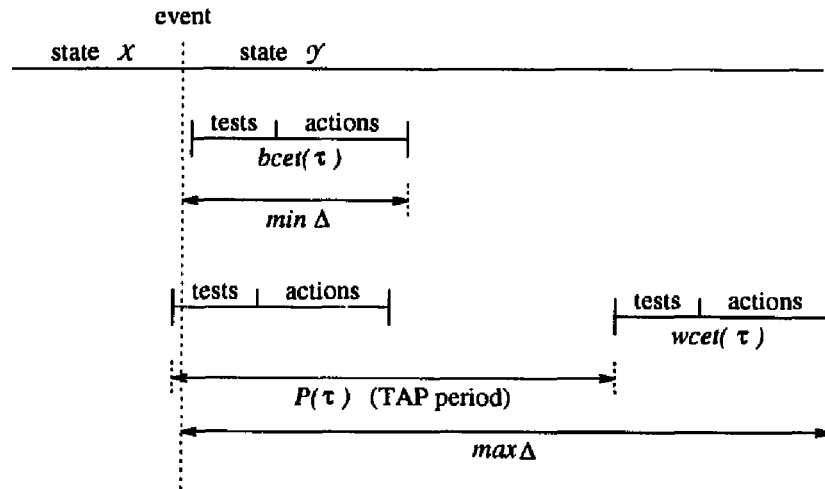 event
state X state Y
tests actions
bcet(τ)
min Δ
tests actions tests actions
wcet(τ)
P(τ) (TAP period)
max Δ